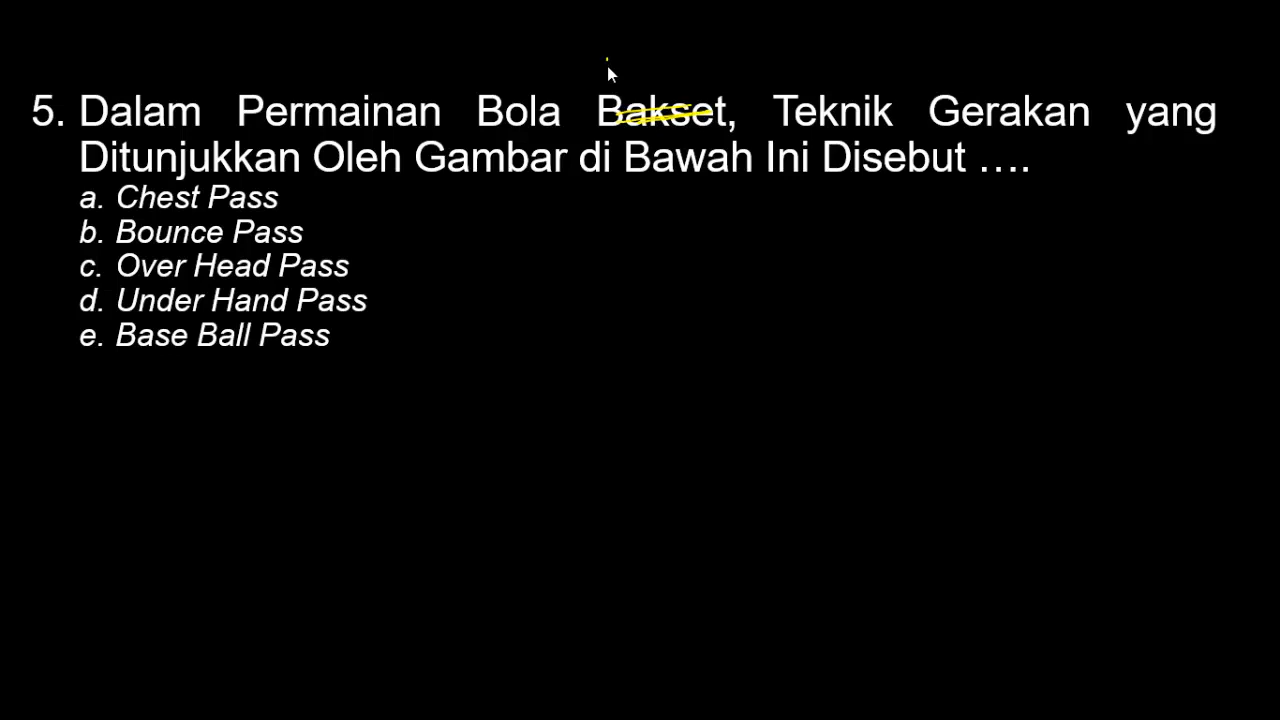 5. Dalam Permainan Bola Bakset, Teknik Gerakan yang
Ditunjukkan Oleh Gambar di Bawah Ini Disebut ....
a. Chest Pass
b. Bounce Pass
c. Over Head Pass
d. Under Hand Pass
e. Base Ball Pass